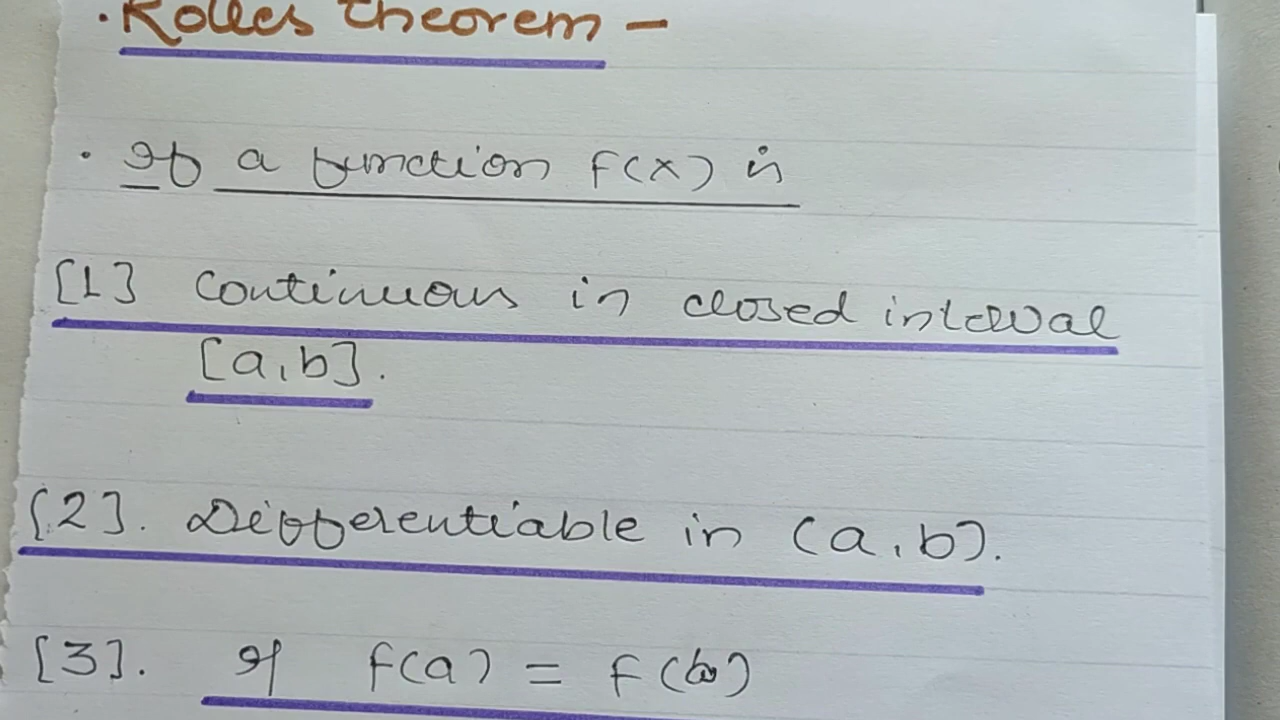 · Rolles theorem –
· If a function f(x) is
[1] Continuous in closed interval
[a,b].
[2]. Differentiable in (a,b).
[3]. If f(a) = f(b)